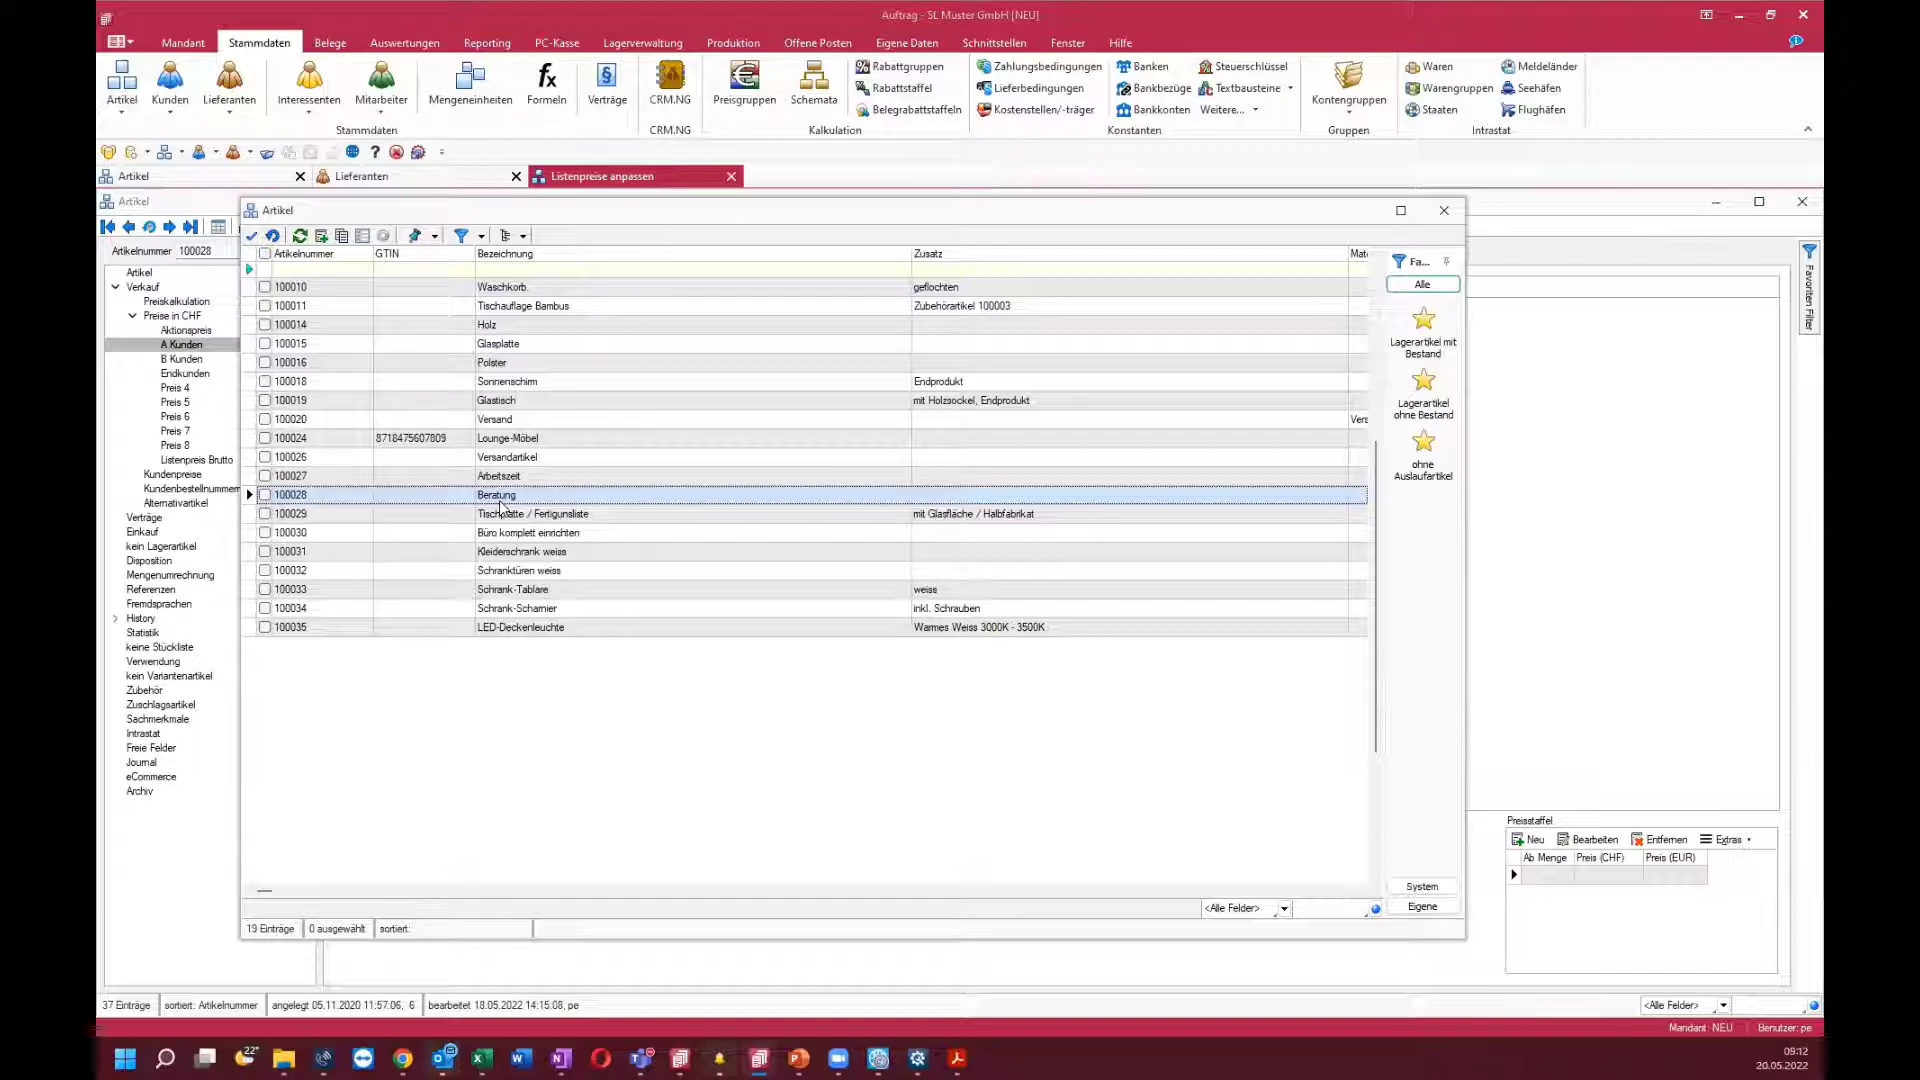 Auftrag - SL Muster GmbH [NEU]
Mandant Stammdaten Belege Auswertungen Reporting PC-Kasse Lagerverwaltung Produktion Offene Posten Eigene Daten Schnittstellen Fenster Hilfe
Artikel Kunden Lieferanten Interessenten Mitarbeiter Mengeneinheiten fx Formeln § Verträge CRM.NG Preisgruppen Schemata
Rabattgruppen Zahlungsbedingungen Banken Steuerschlüssel Kontengruppen Waren Meldeländer
Rabattstaffel Lieferbedingungen Bankbezüge Textbausteine Warengruppen Seehäfen
Belegrabattstaffeln Kostenstellen/-träger Bankkonten Weitere... Staaten Flughäfen
Stammdaten CRM.NG Kalkulation Konstanten Gruppen Intrastat
Artikel Lieferanten Listenpreise anpassen
Artikel
Artikelnummer 100028
Artikel
Verkauf
Preiskalkulation
Preise in CHF
Aktionspreis
A Kunden
B Kunden
Endkunden
Preis 4
Preis 5
Preis 6
Preis 7
Preis 8
Listenpreis Brutto
Kundenpreise
Kundenbestellnummern
Alternativartikel
Verträge
Einkauf
kein Lagerartikel
Disposition
Mengenumrechnung
Referenzen
Fremdsprachen
History
Statistik
keine Stückliste
Verwendung
kein Variantenartikel
Zubehör
Zuschlagsartikel
Sachmerkmale
Intrastat
Freie Felder
Journal
eCommerce
Archiv
Artikel
Artikelnummer GTIN Bezeichnung Zusatz Mate
100010 Waschkorb geflochten
100011 Tischauflage Bambus Zubehörartikel 100003
100014 Holz
100015 Glasplatte
100016 Polster
100018 Sonnenschirm Endprodukt
100019 Glastisch mit Holzsockel, Endprodukt
100020 Versand Vers
100024 8718475607809 Lounge-Möbel
100026 Versandartikel
100027 Arbeitszeit
100028 Beratung
100029 Tischplatte / Fertigunsliste mit Glasfläche / Halbfabrikat
100030 Büro komplett einrichten
100031 Kleiderschrank weiss
100032 Schranktüren weiss
100033 Schrank-Tablare weiss
100034 Schrank-Scharnier inkl. Schrauben
100035 LED-Deckenleuchte Warmes Weiss 3000K - 3500K
Fa...
Alle
Lagerartikel mit
Bestand
Lagerartikel
ohne Bestand
ohne
Auslaufartikel
System
Eigene
<Alle Felder>
19 Einträge 0 ausgewählt sortiert:
Favoriten Filter
Preisstaffel
Neu Bearbeiten Entfernen Extras
Ab Menge Preis (CHF) Preis (EUR)
37 Einträge sortiert: Artikelnummer angelegt 05.11.2020 11:57:06, 6 bearbeitet 18.05.2022 14:15:08, pe <Alle Felder>
Mandant: NEU Benutzer: pe
22°
09:12
20.05.2022